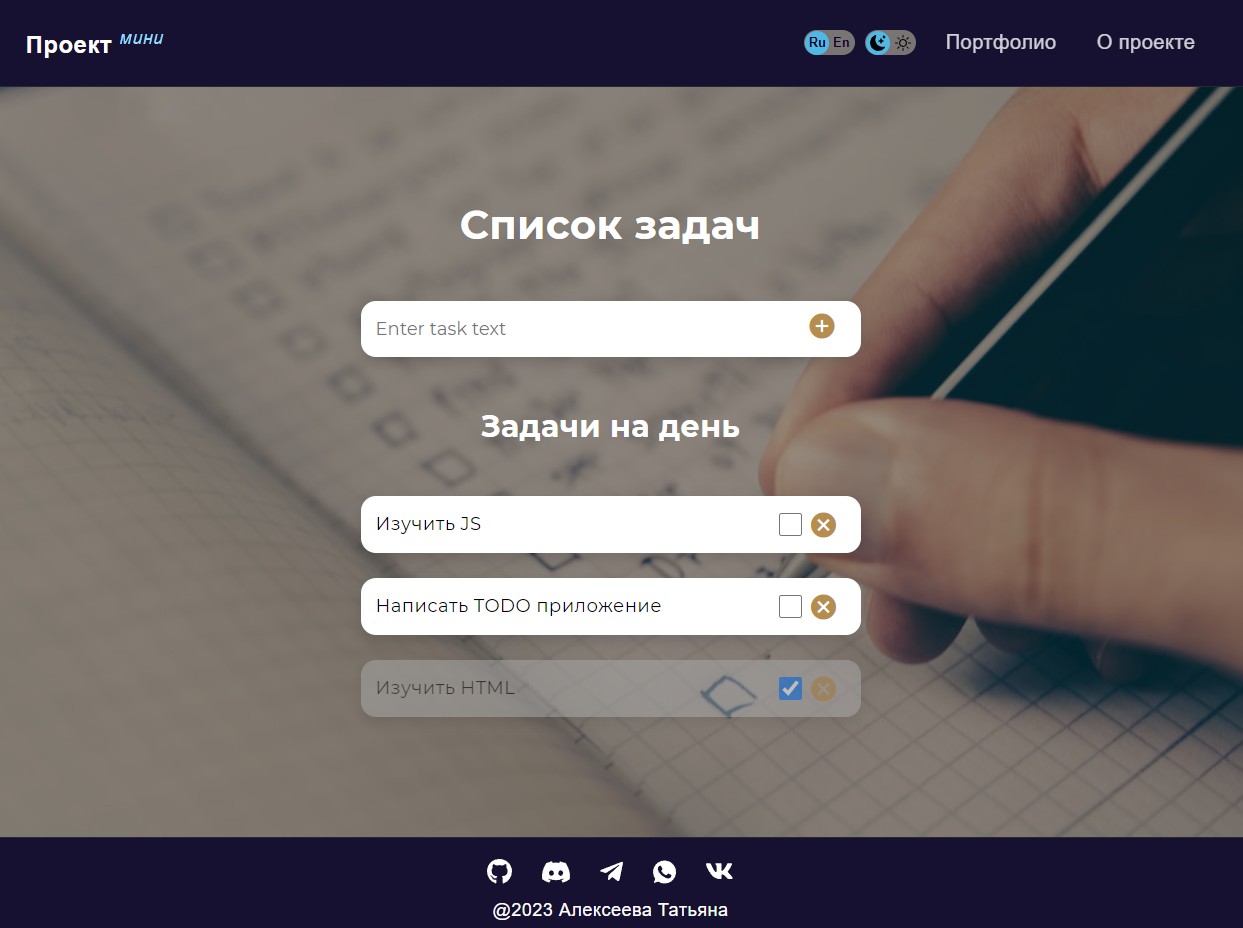 Проект мини
Ru En
Портфолио
О проекте
Список задач
Enter task text
Задачи на день
Изучить JS
Написать TODO приложение
Изучить HTML
@2023 Алексеева Татьяна